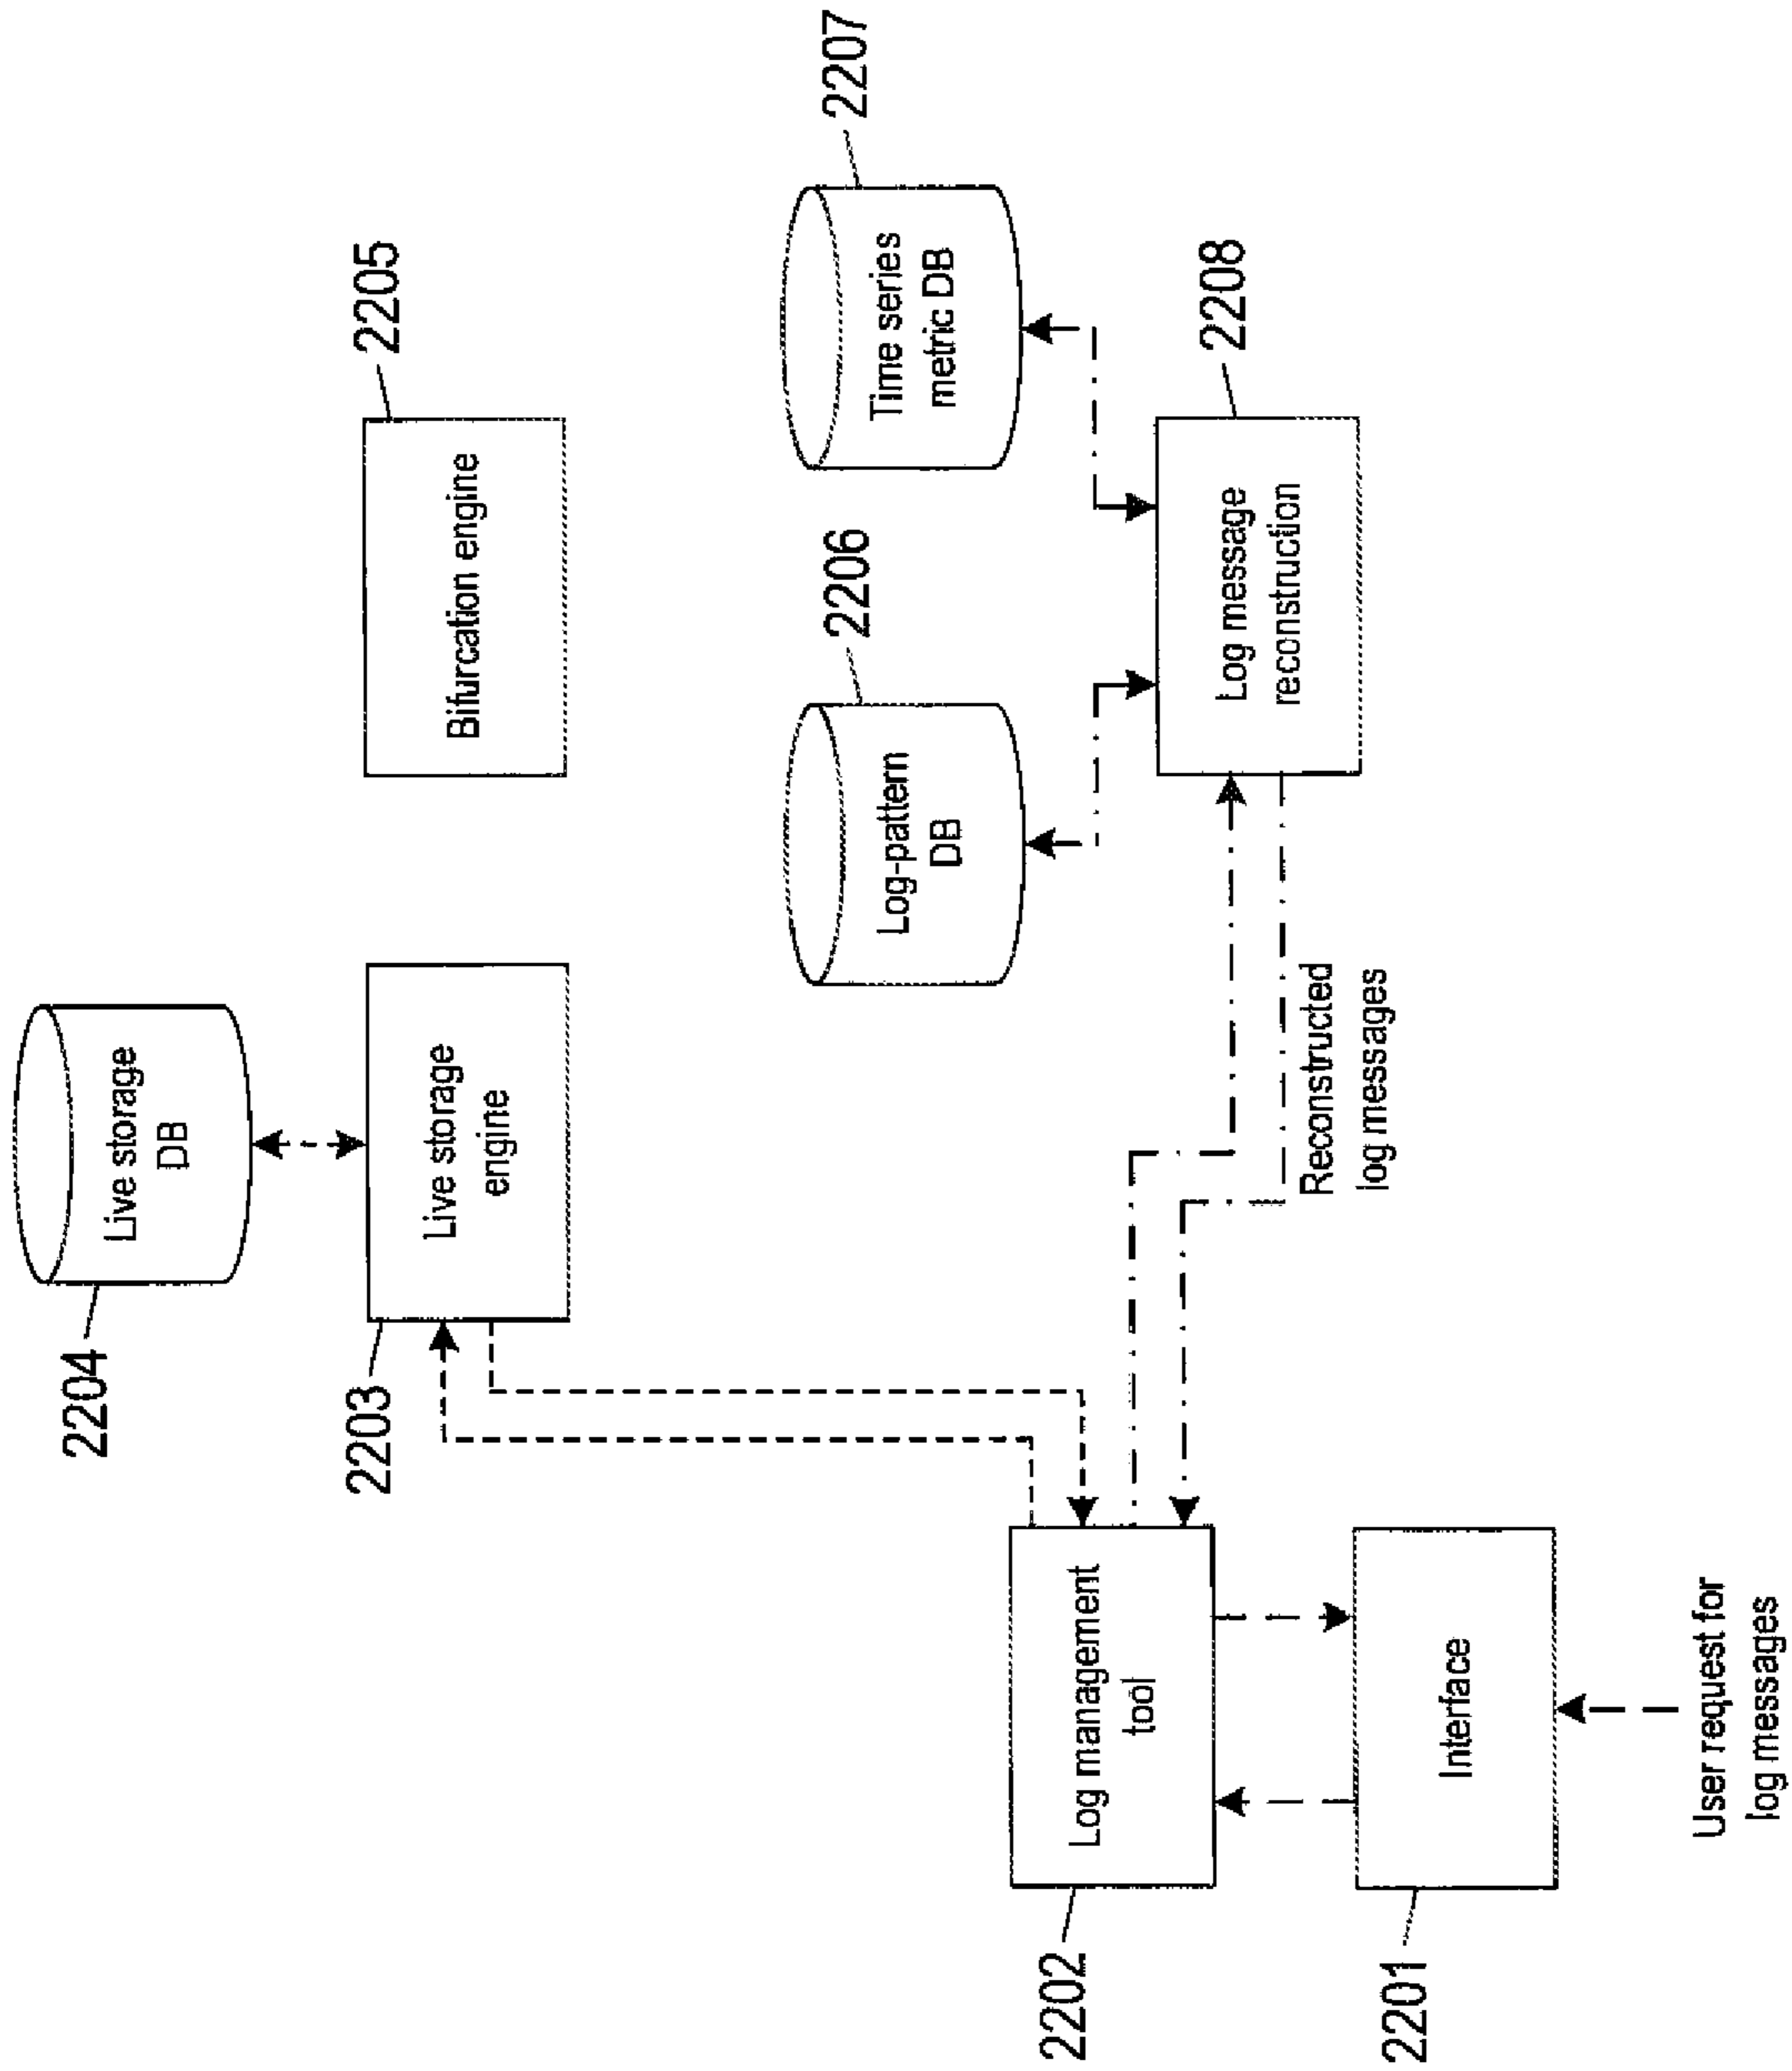 2204
Live storage
DB
2203
Live storage
engine
2205
Bifurcation engine
2206
Log-pattern
DB
2207
Time series
metric DB
2208
Log message
reconstruction
Reconstructed
log messages
2202
Log management
tool
2201
Interface
User request for
log messages